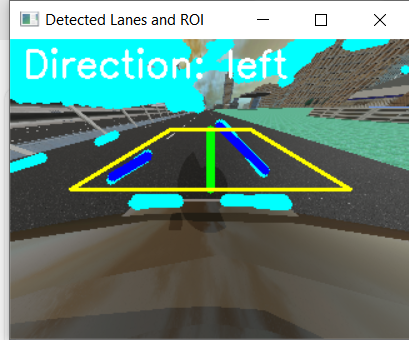 Detected Lanes and ROI
Direction: left